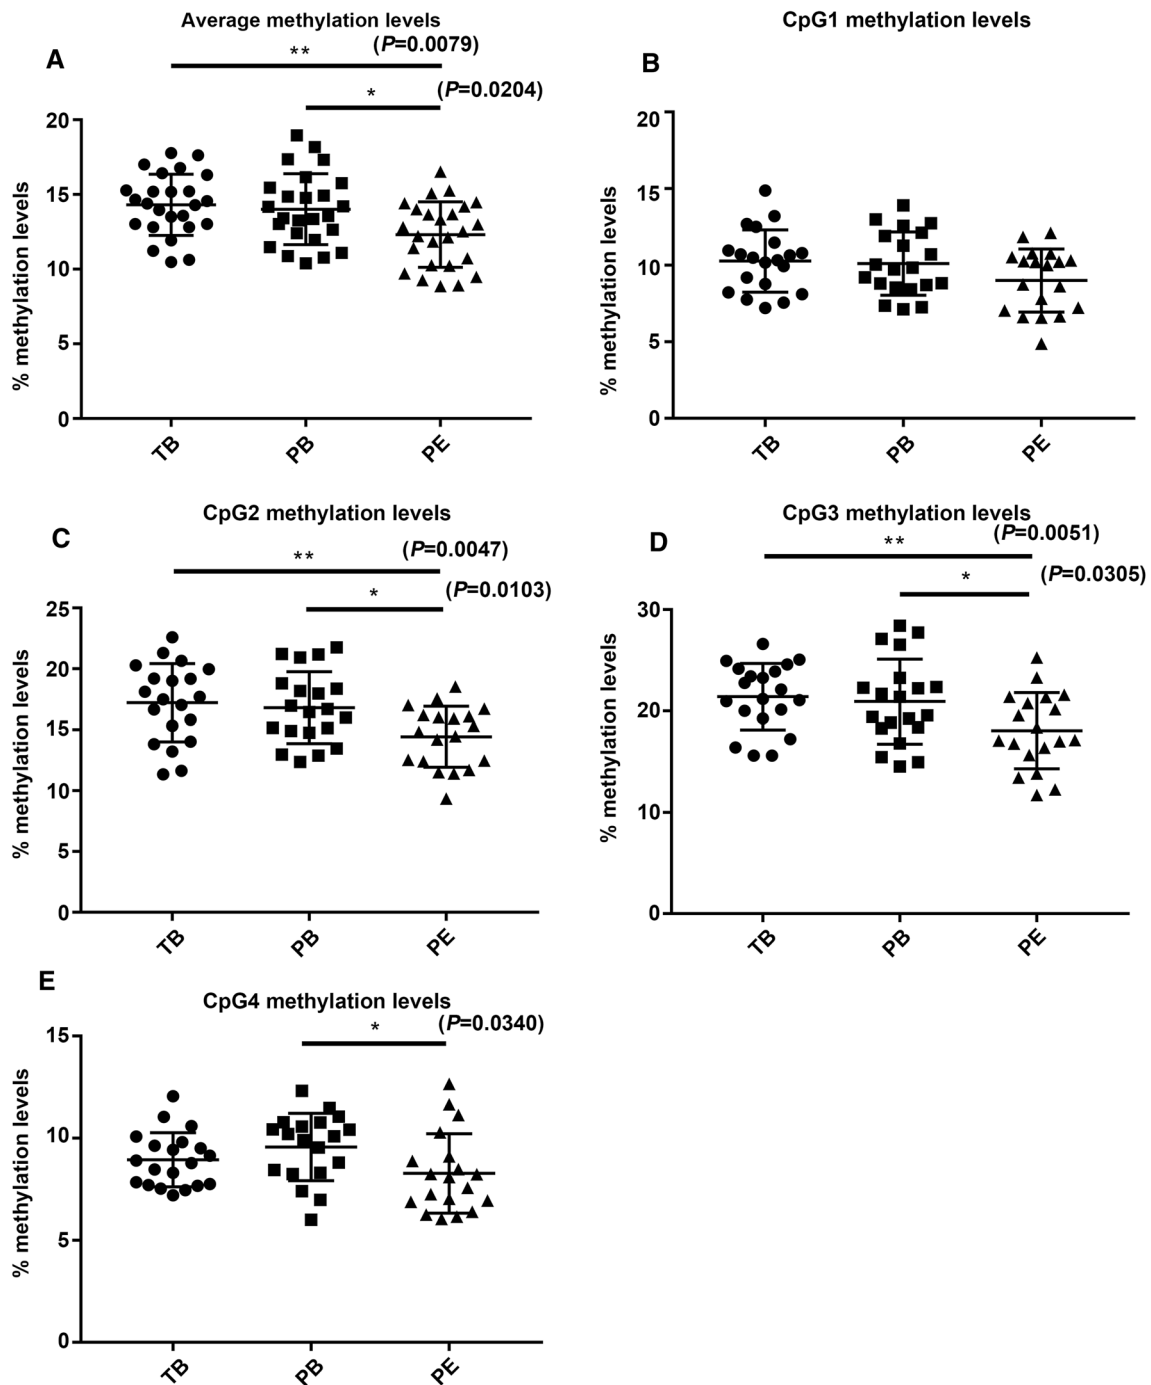 Average methylation levels
A
** (P=0.0079)
* (P=0.0204)
% methylation levels
20
15
10
5
0
TB PB PE
CpG1 methylation levels
B
% methylation levels
20
15
10
5
0
TB PB PE
CpG2 methylation levels
C
** (P=0.0047)
* (P=0.0103)
% methylation levels
25
20
15
10
5
0
TB PB PE
CpG3 methylation levels
D
** (P=0.0051)
* (P=0.0305)
% methylation levels
30
20
10
0
TB PB PE
E
CpG4 methylation levels
* (P=0.0340)
% methylation levels
15
10
5
0
TB PB PE